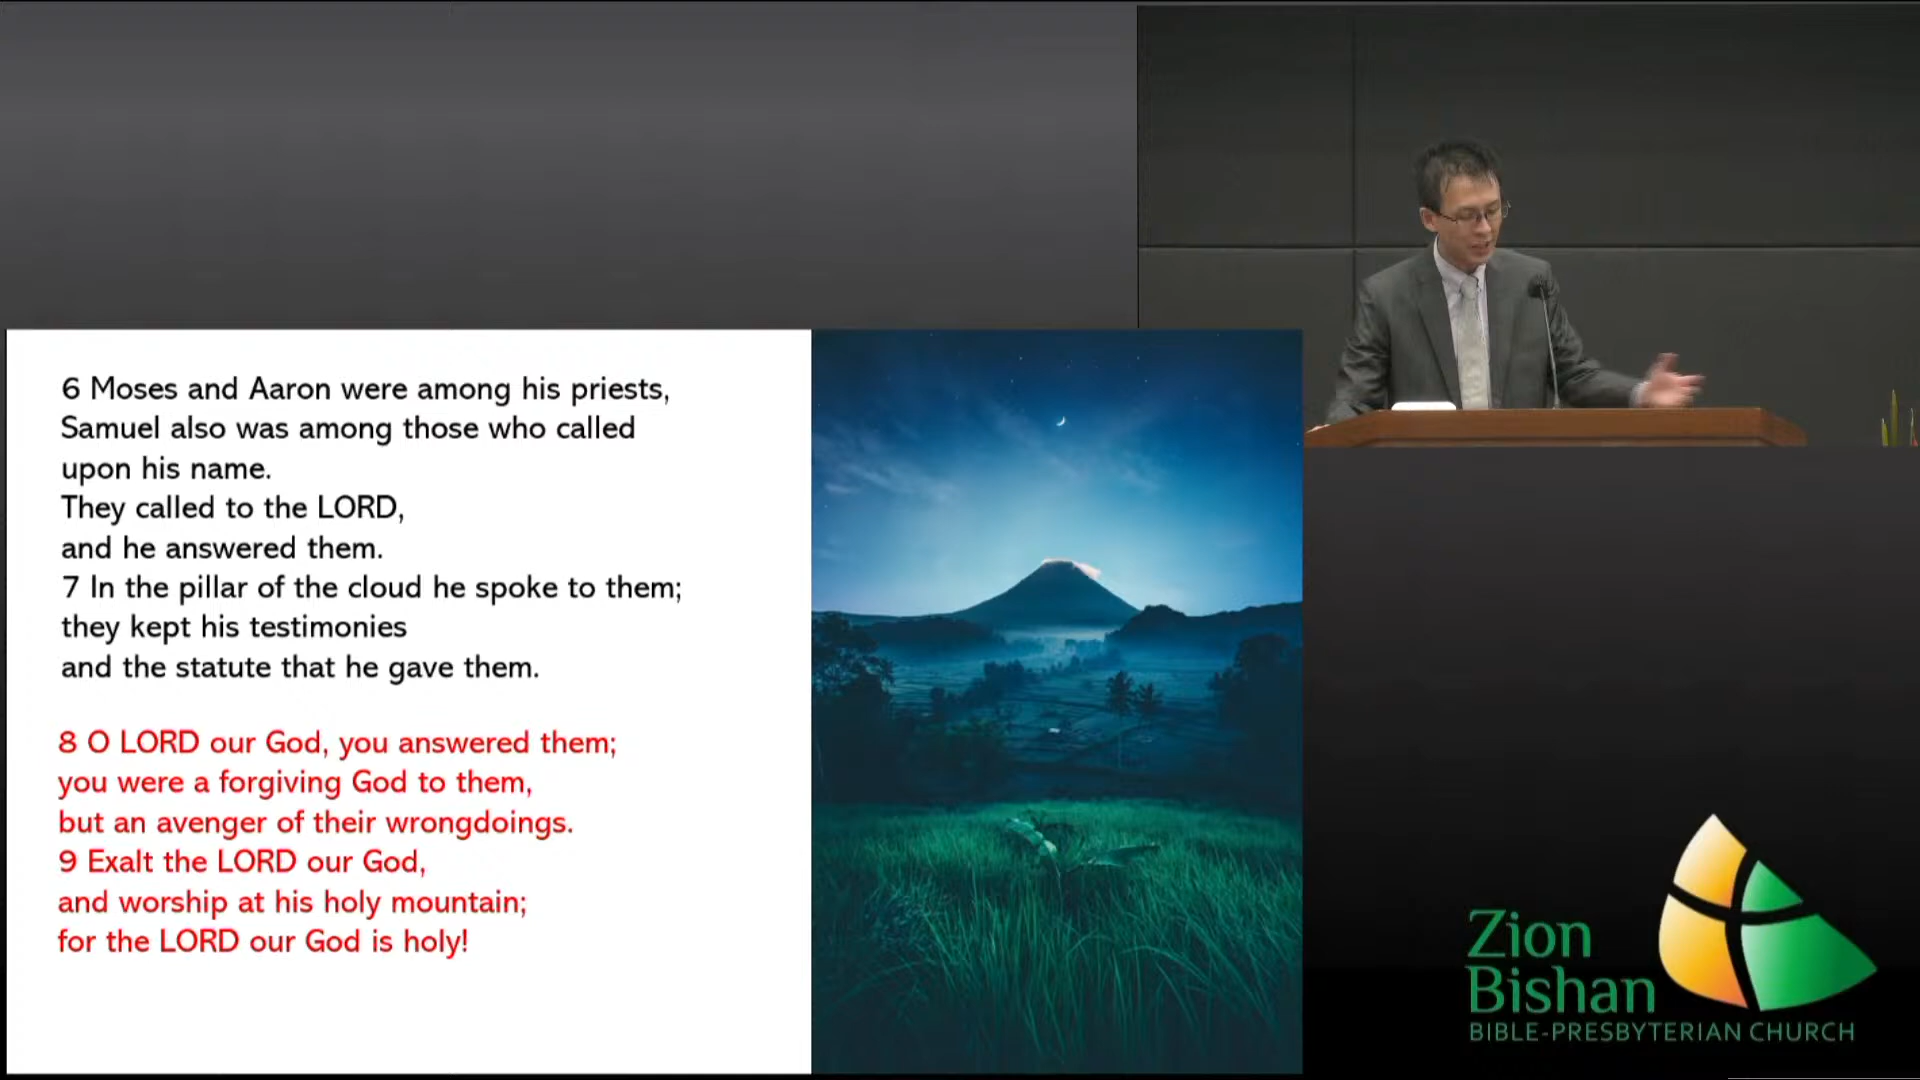 6 Moses and Aaron were among his priests,
Samuel also was among those who called
upon his name.
They called to the LORD,
and he answered them.
7 In the pillar of the cloud he spoke to them;
they kept his testimonies
and the statute that he gave them.
8 O LORD our God, you answered them;
you were a forgiving God to them,
but an avenger of their wrongdoings.
9 Exalt the LORD our God,
and worship at his holy mountain;
for the LORD our God is holy!
Zion
Bishan
BIBLE-PRESBYTERIAN CHURCH